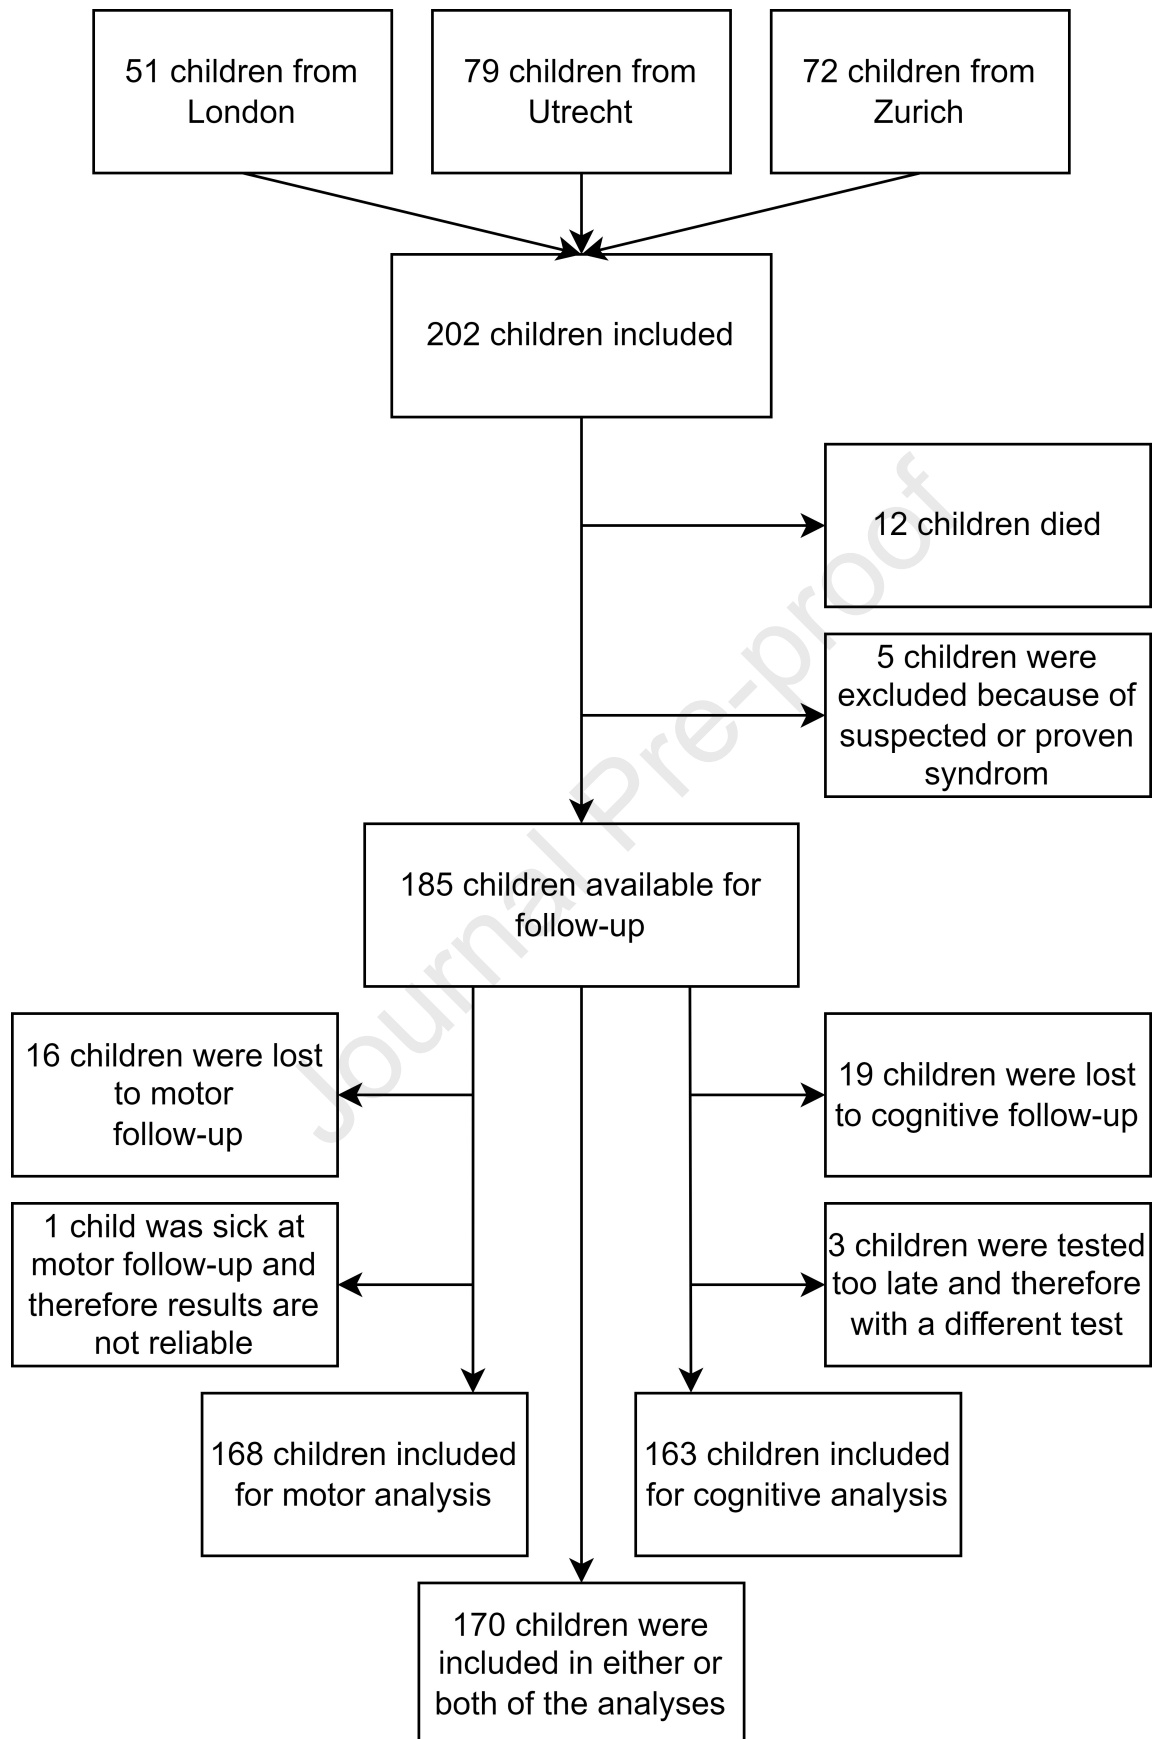 51 children from
London
79 children from
Utrecht
72 children from
Zurich
202 children included
12 children died
5 children were
excluded because of
suspected or proven
syndrom
185 children available for
follow-up
16 children were lost
to motor
follow-up
19 children were lost
to cognitive follow-up
1 child was sick at
motor follow-up and
therefore results are
not reliable
3 children were tested
too late and therefore
with a different test
168 children included
for motor analysis
163 children included
for cognitive analysis
170 children were
included in either or
both of the analyses
Journal Pre-proof